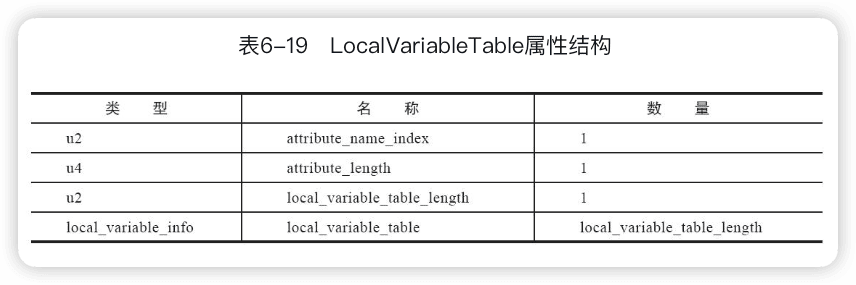 表6-19 LocalVariableTable属性结构
类 型 名 称 数 量
u2 attribute_name_index 1
u4 attribute_length 1
u2 local_variable_table_length 1
local_variable_info local_variable_table local_variable_table_length